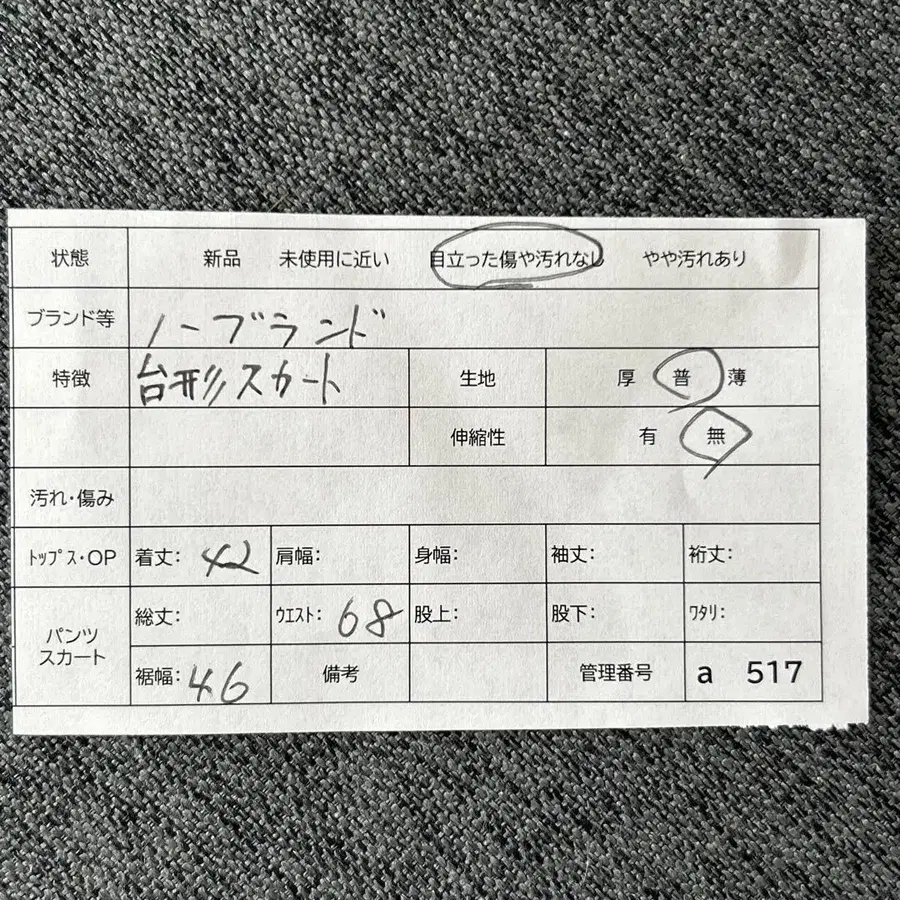 状態 新品 未使用に近い 目立った傷や汚れなし やや汚れあり
ブランド等 ノーブランド
特徴 台形スカート 生地 厚 普 薄
伸縮性 有 無
汚れ・傷み
ﾄｯﾌﾟｽ・OP 着丈: 42 肩幅: 身幅: 袖丈: 裄丈:
パンツ スカート 総丈: ｳｴｽﾄ: 68 股上: 股下: ﾜﾀﾘ:
裾幅: 46 備考 管理番号 a 517